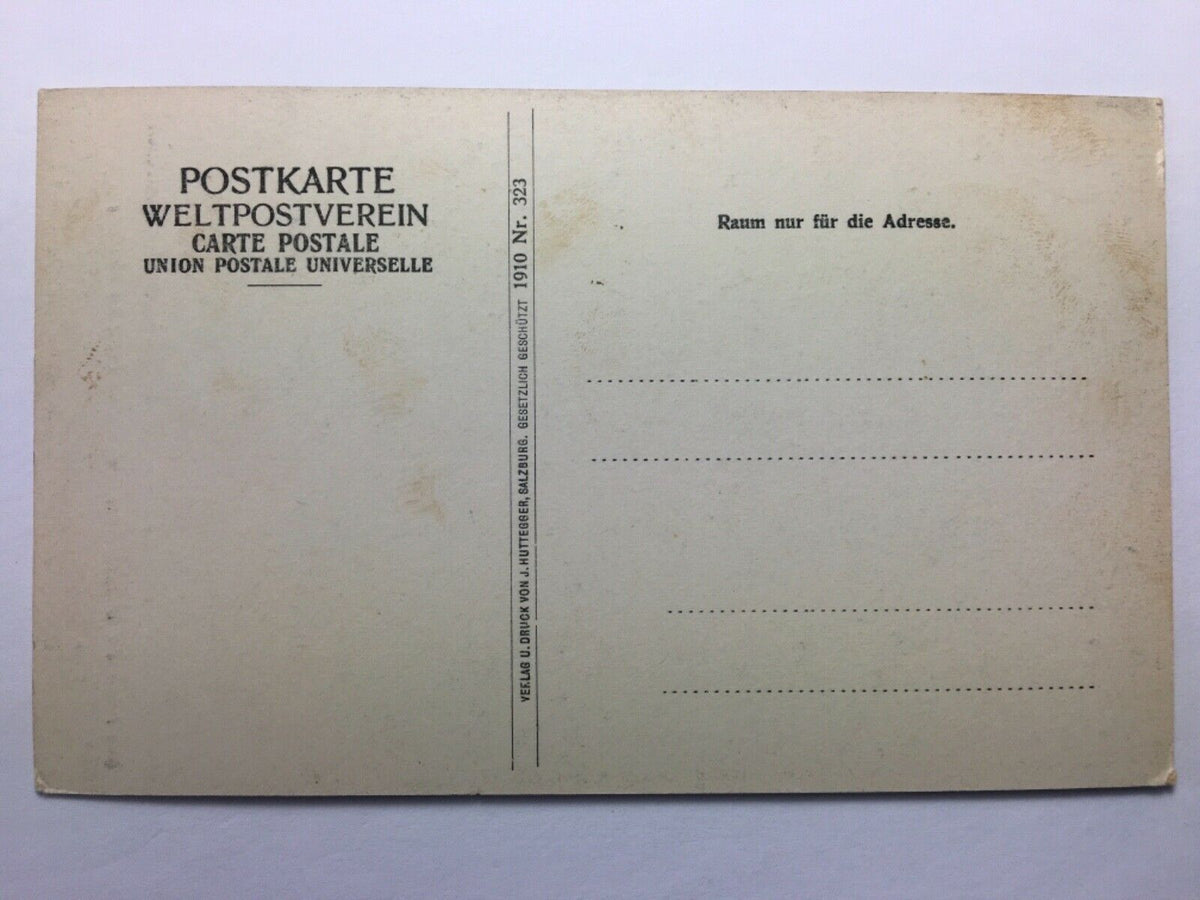 POSTKARTE
WELTPOSTVEREIN
CARTE POSTALE
UNION POSTALE UNIVERSELLE
VERLAG U. DRUCK VON J. HUTTEGGER, SALZBURG. GESETZLICH GESCHÜTZT 1910 Nr. 323
Raum nur für die Adresse.